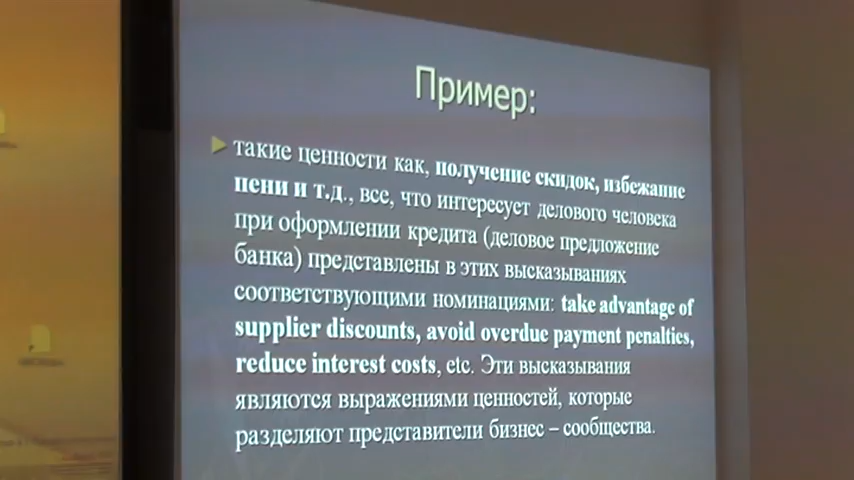 Пример:
такие ценности как, получение скидок, избежание
пени и т.д., все, что интересует делового человека
при оформлении кредита (деловое предложение
банка) представлены в этих высказываниях
соответствующими номинациями: take advantage of
supplier discounts, avoid overdue payment penalties,
reduce interest costs, etc. Эти высказывания
являются выражениями ценностей, которые
разделяют представители бизнес – сообщества.